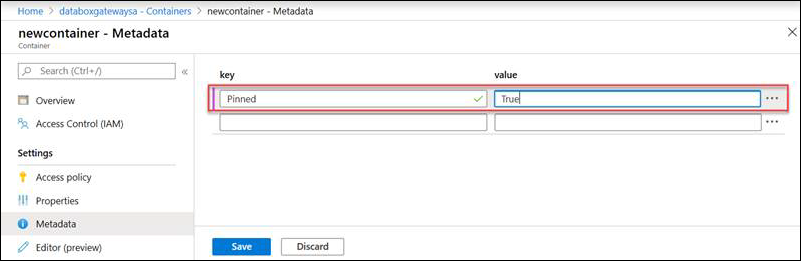 Home > databoxgatewaysa - Containers > newcontainer - Metadata
newcontainer - Metadata
Container
Search (Ctrl+/)
Overview
Access Control (IAM)
Settings
Access policy
Properties
Metadata
Editor (preview)
key value
Pinned True
Save Discard